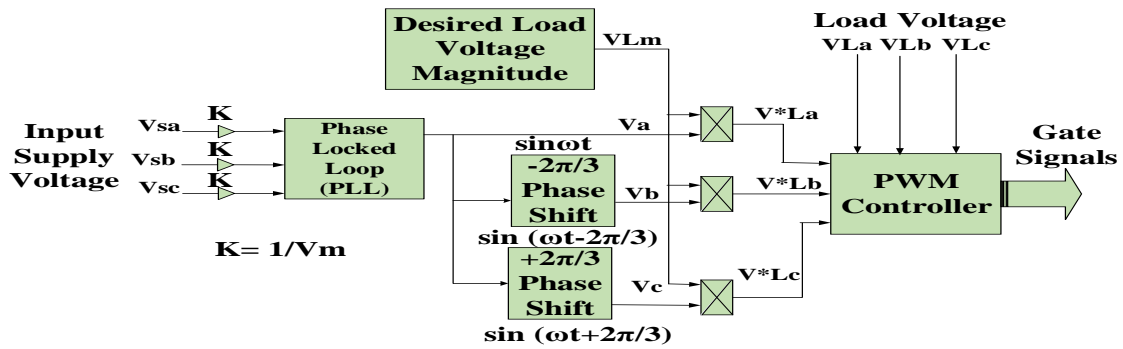 Desired Load
Voltage
Magnitude
VLm
Load Voltage
VLa VLb VLc
Input
Supply
Voltage
Vsa
Vsb
Vsc
K
K
K
Phase
Locked
Loop
(PLL)
K= 1/Vm
sinωt
-2π/3
Phase
Shift
sin (ωt-2π/3)
+2π/3
Phase
Shift
sin (ωt+2π/3)
Va
Vb
Vc
V*La
V*Lb
V*Lc
PWM
Controller
Gate
Signals